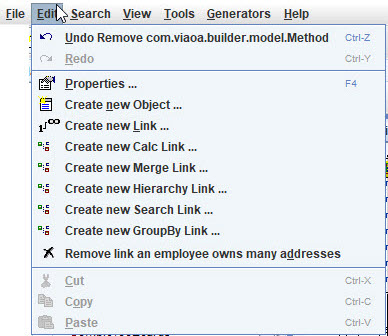 File Edit Search View Tools Generators Help
Undo Remove com.viaoa.builder.model.Method Ctrl-Z
Redo Ctrl-Y
Properties ... F4
Create new Object ...
Create new Link ...
Create new Calc Link ...
Create new Merge Link ...
Create new Hierarchy Link ...
Create new Search Link ...
Create new GroupBy Link ...
Remove link an employee owns many addresses
Cut Ctrl-X
Copy Ctrl-C
Paste Ctrl-V